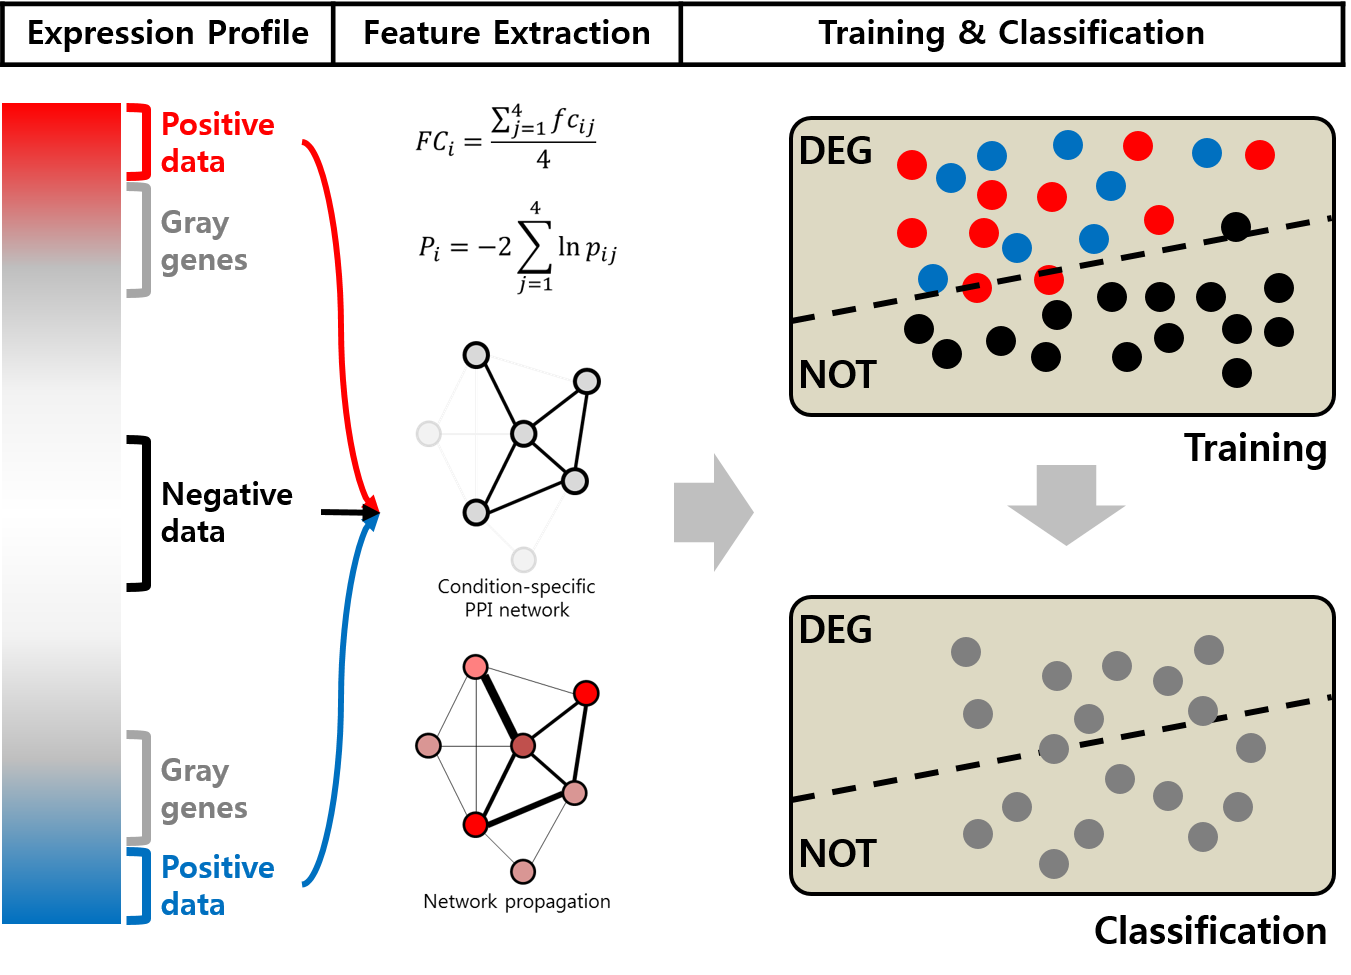 Expression Profile
Feature Extraction
Training & Classification
Positive
data
Gray
genes
Negative
data
Gray
genes
Positive
data
FC_i = \frac{\sum_{j=1}^{4} fc_{ij}}{4}
P_i = -2 \sum_{j=1}^{4} \ln p_{ij}
Condition-specific
PPI network
Network propagation
DEG
NOT
Training
DEG
NOT
Classification